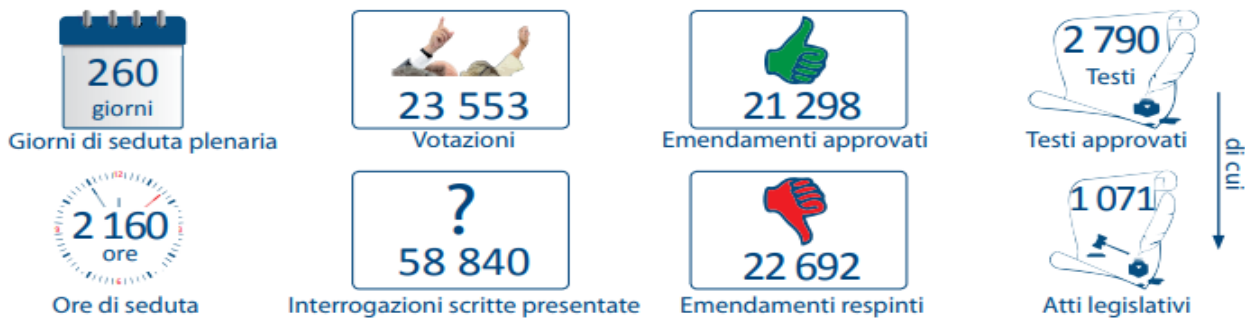 260
giorni
Giorni di seduta plenaria
23 553
Votazioni
21 298
Emendamenti approvati
2 790
Testi
Testi approvati
di cui
12
2 160
ore
Ore di seduta
?
58 840
Interrogazioni scritte presentate
22 692
Emendamenti respinti
1 071
Atti legislativi